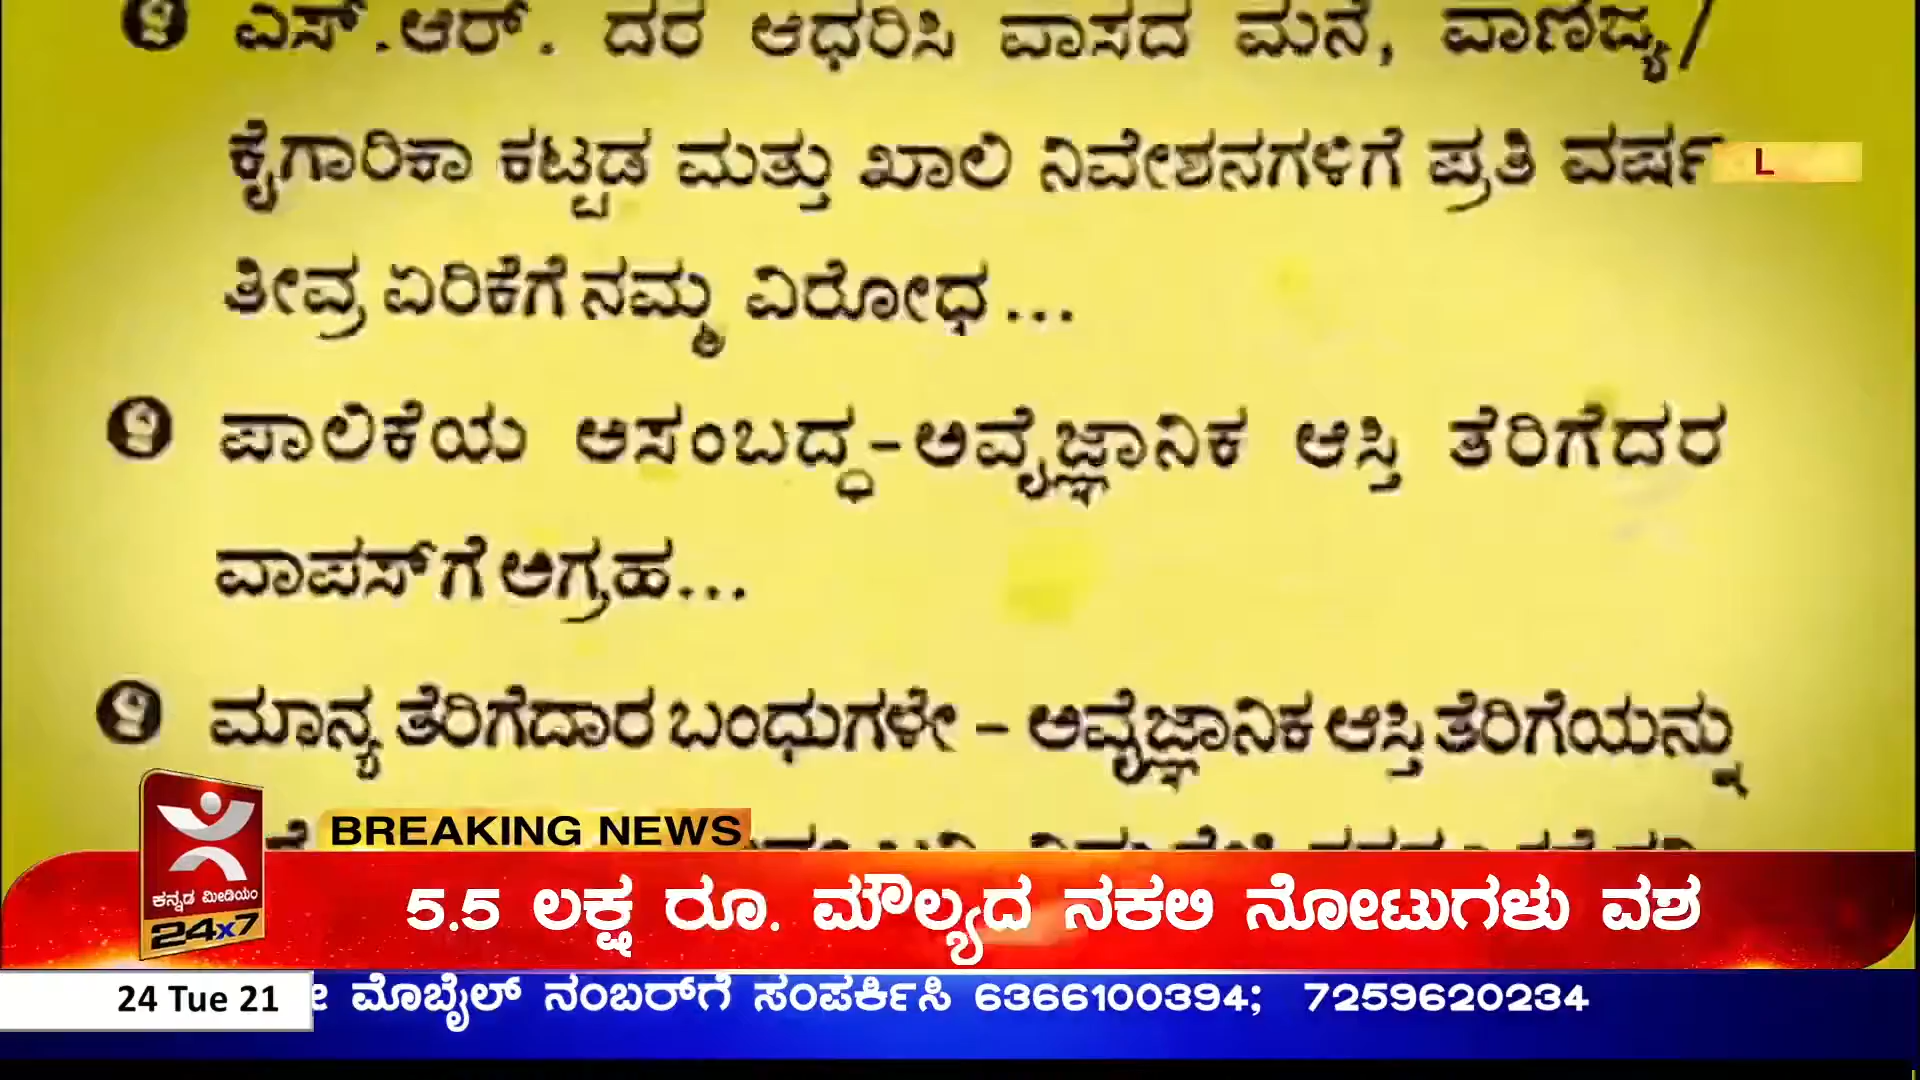 ಎಸ್.ಆರ್. ದರ ಆಧರಿಸಿ ವಾಸದ ಮನೆ, ವಾಣಿಜ್ಯ/
ಕೈಗಾರಿಕಾ ಕಟ್ಟಡ ಮತ್ತು ಖಾಲಿ ನಿವೇಶನಗಳಿಗೆ ಪ್ರತಿ ವರ್ಷ
L
ತೀವ್ರ ಏರಿಕೆಗೆ ನಮ್ಮ ವಿರೋಧ...
ಪಾಲಿಕೆಯ ಅಸಂಬದ್ಧ-ಅವೈಜ್ಞಾನಿಕ ಆಸ್ತಿ ತೆರಿಗೆದರ
ವಾಪಸ್‌ಗೆ ಆಗ್ರಹ...
ಮಾನ್ಯ ತೆರಿಗೆದಾರ ಬಂಧುಗಳೇ - ಅವೈಜ್ಞಾನಿಕ ಆಸ್ತಿ ತೆರಿಗೆಯನ್ನು
BREAKING NEWS
ಕನ್ನಡ ಮೀಡಿಯಂ
24x7
5.5 ಲಕ್ಷ ರೂ. ಮೌಲ್ಯದ ನಕಲಿ ನೋಟುಗಳು ವಶ
24 Tue 21
ಮೊಬೈಲ್ ನಂಬರ್‌ಗೆ ಸಂಪರ್ಕಿಸಿ 6366100394; 7259620234